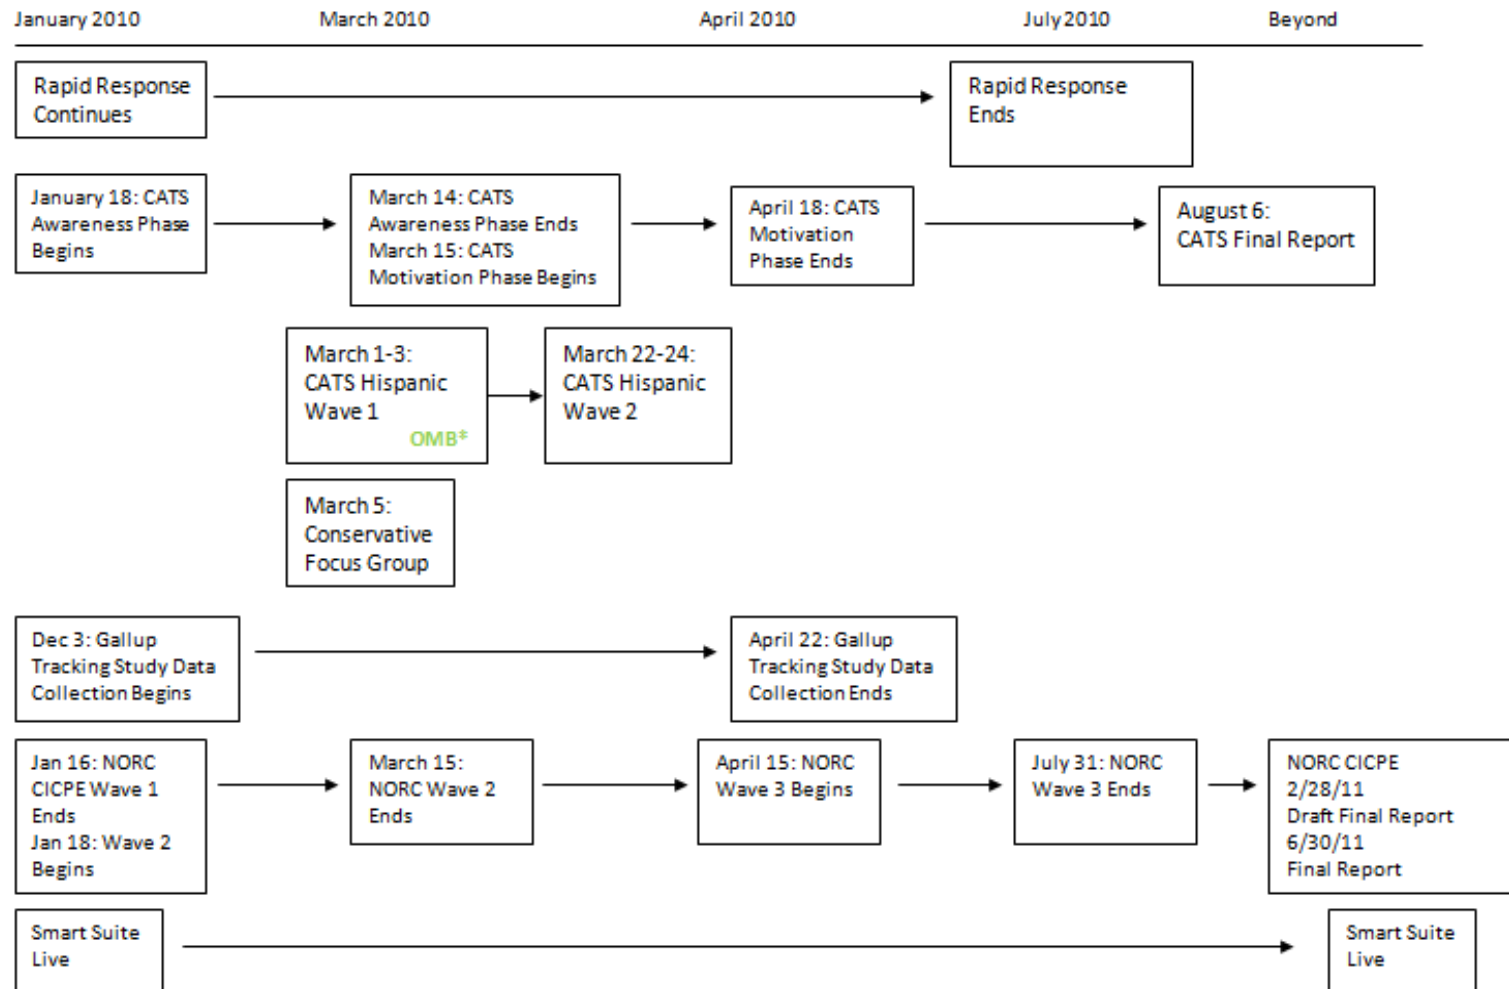 January 2010
March 2010
April 2010
July 2010
Beyond
Rapid Response
Continues
Rapid Response
Ends
January 18: CATS
Awareness Phase
Begins
March 14: CATS
Awareness Phase Ends
March 15: CATS
Motivation Phase Begins
April 18: CATS
Motivation
Phase Ends
August 6:
CATS Final Report
March 1-3:
CATS Hispanic
Wave 1
OMB*
March 22-24:
CATS Hispanic
Wave 2
March 5:
Conservative
Focus Group
Dec 3: Gallup
Tracking Study Data
Collection Begins
April 22: Gallup
Tracking Study Data
Collection Ends
Jan 16: NORC
CICPE Wave 1
Ends
Jan 18: Wave 2
Begins
March 15:
NORC Wave 2
Ends
April 15: NORC
Wave 3 Begins
July 31: NORC
Wave 3 Ends
NORC CICPE
2/28/11
Draft Final Report
6/30/11
Final Report
Smart Suite
Live
Smart Suite
Live